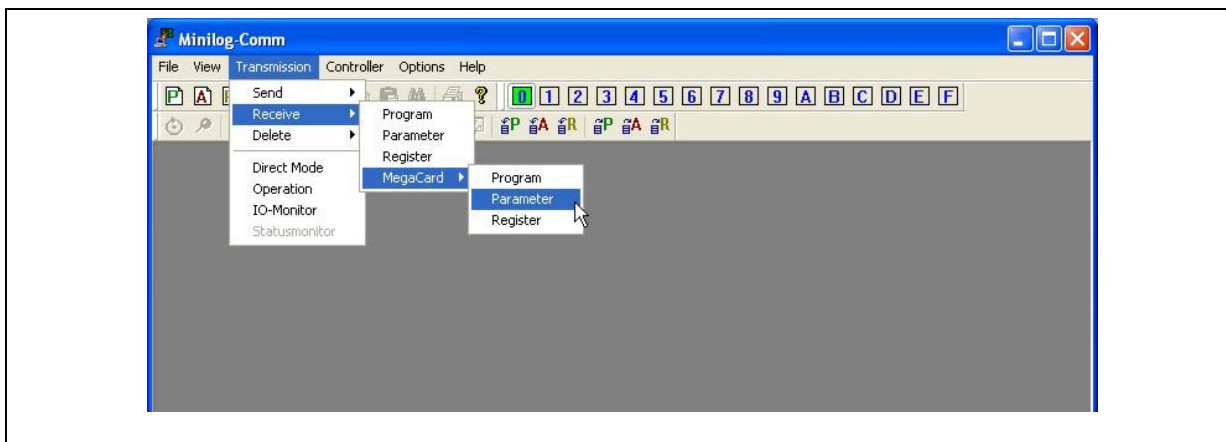 Minilog-Comm
File View Transmission Controller Options Help
P A 0 1 2 3 4 5 6 7 8 9 A B C D E F
P A R P A R
Send
Receive
Delete
Direct Mode
Operation
IO-Monitor
Statusmonitor
Program
Parameter
Register
MegaCard
Program
Parameter
Register